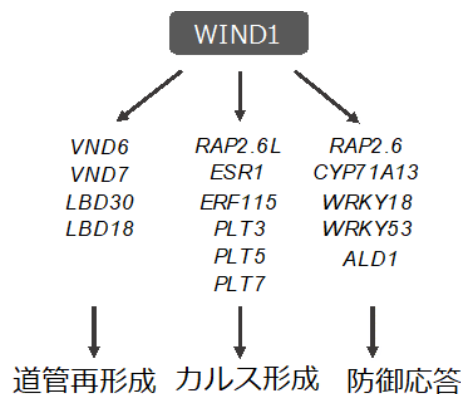 WIND1
VND6
VND7
LBD30
LBD18
RAP2.6L
ESR1
ERF115
PLT3
PLT5
PLT7
RAP2.6
CYP71A13
WRKY18
WRKY53
ALD1
道管再形成
カルス形成
防御応答